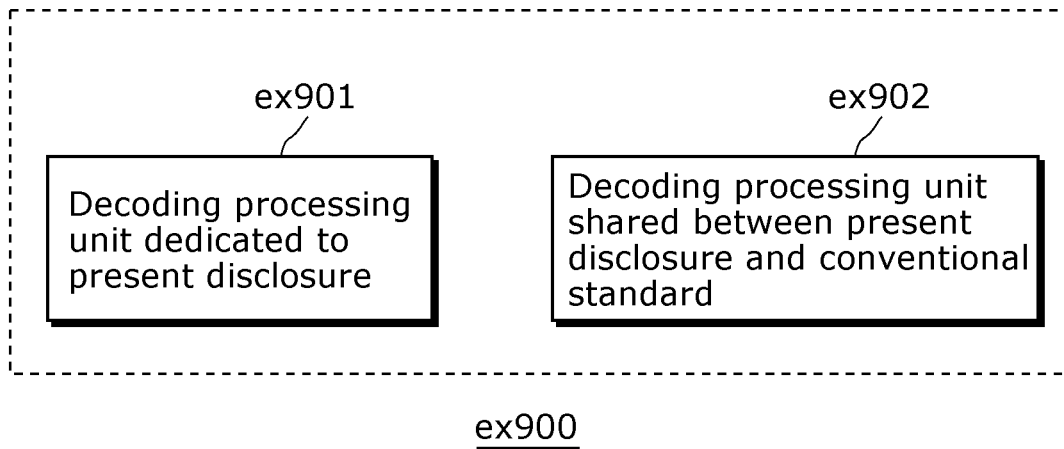 ex901
Decoding processing
unit dedicated to
present disclosure
ex902
Decoding processing unit
shared between present
disclosure and conventional
standard
ex900